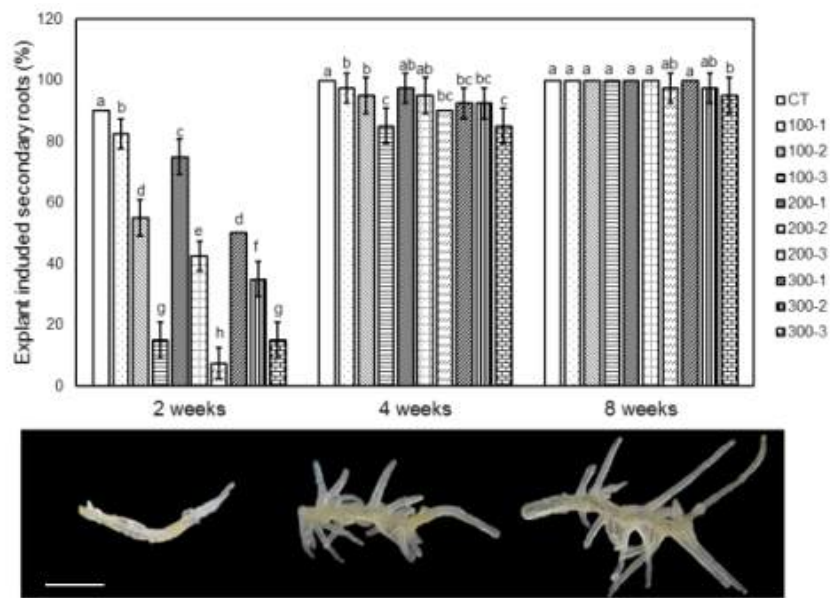 Explant induded secondary roots (%)
120
100
80
60
40
20
0
a b d g c e h d f g
a b b c ab ab bc bc bc c
a a a a a a ab a ab b
2 weeks 4 weeks 8 weeks
CT
100-1
100-2
100-3
200-1
200-2
200-3
300-1
300-2
300-3